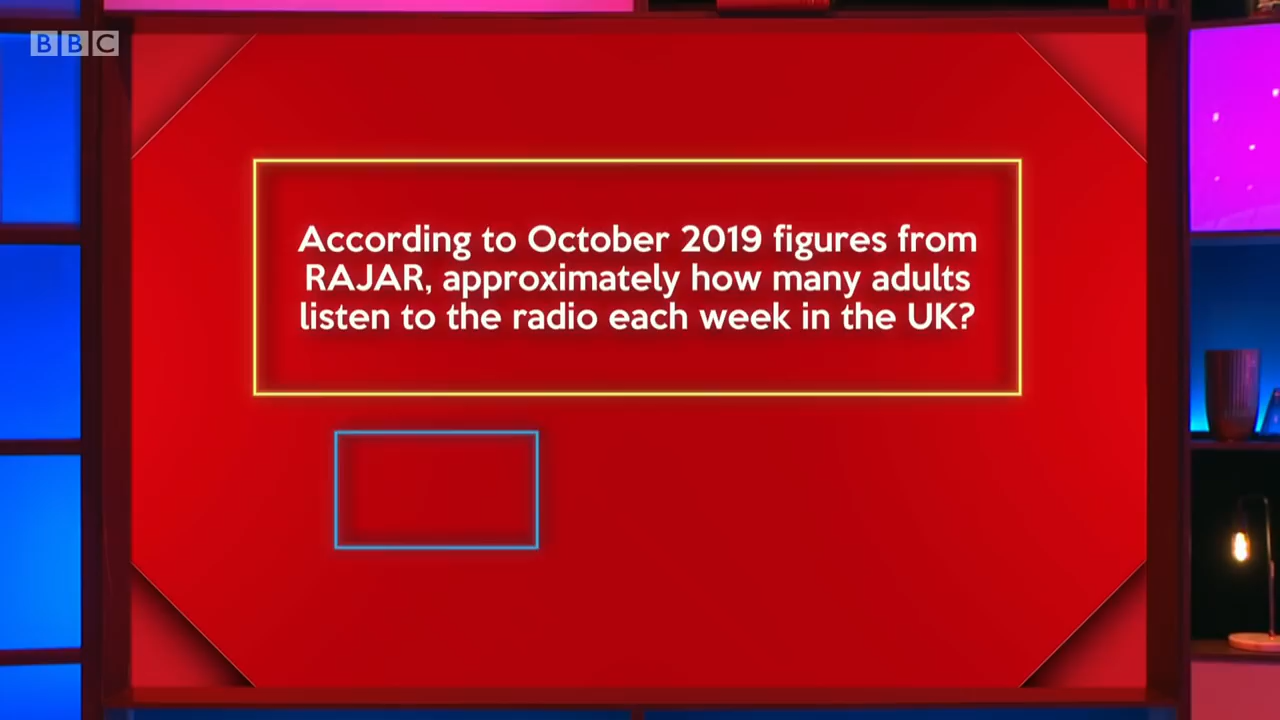 BBC
According to October 2019 figures from
RAJAR, approximately how many adults
listen to the radio each week in the UK?